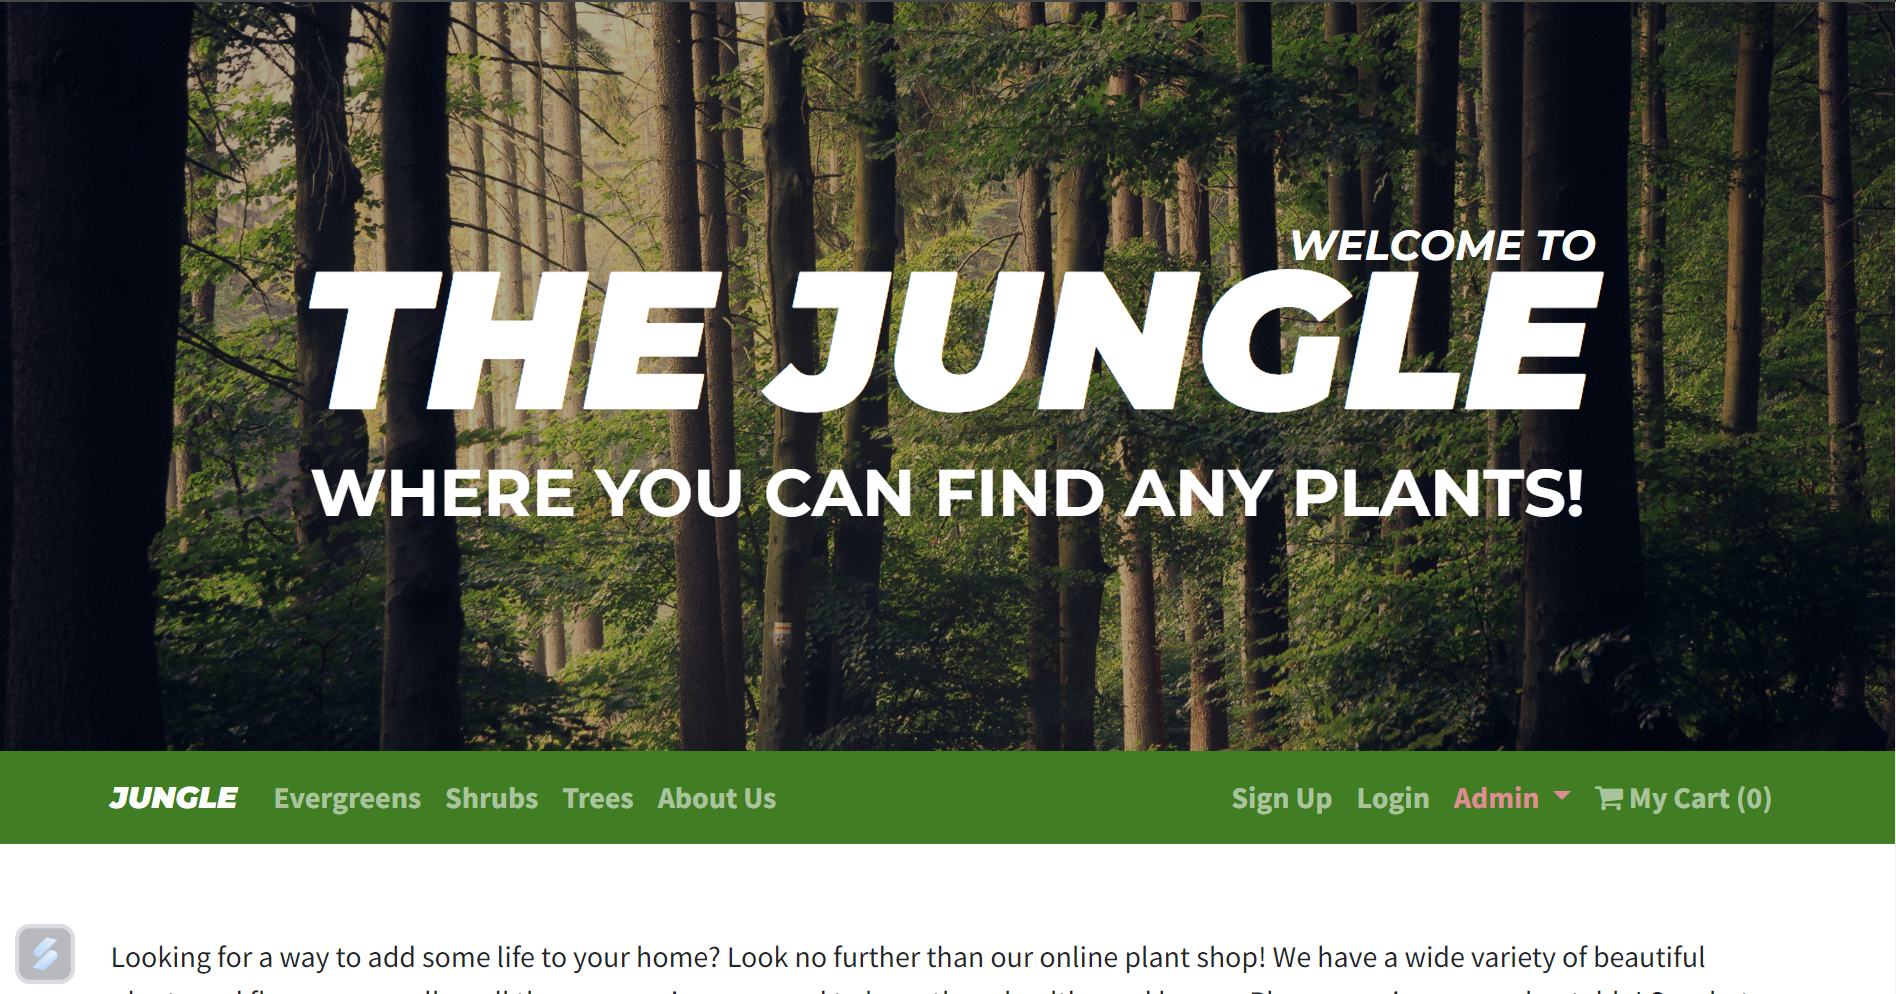 WELCOME TO
THE JUNGLE
WHERE YOU CAN FIND ANY PLANTS!
JUNGLE Evergreens Shrubs Trees About Us Sign Up Login Admin My Cart (0)
Looking for a way to add some life to your home? Look no further than our online plant shop! We have a wide variety of beautiful